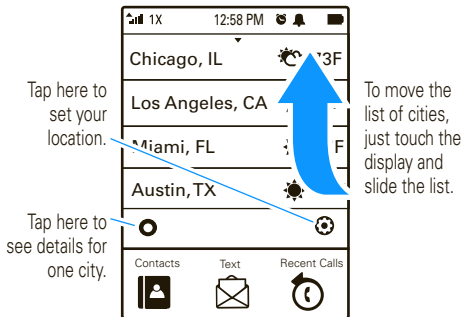 1X 12:58 PM
Chicago, IL 3F
Los Angeles, CA
Miami, FL F
Austin, TX
Contacts Text Recent Calls
Tap here to
set your
location.
Tap here to
see details for
one city.
To move the
list of cities,
just touch the
display and
slide the list.